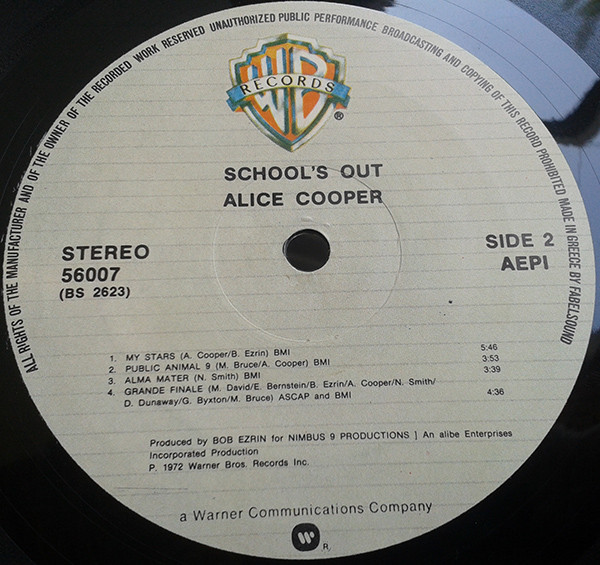 ALL RIGHTS OF THE MANUFACTURER AND OF THE OWNER OF THE RECORDED WORK RESERVED UNAUTHORIZED PUBLIC PERFORMANCE BROADCASTING AND COPYING OF THIS RECORD PROHIBITED MADE IN GREECE BY FABELSOUND
WB
RECORDS
®
SCHOOL'S OUT
ALICE COOPER
STEREO
56007
(BS 2623)
SIDE 2
AEPI
1. MY STARS (A. Cooper/B. Ezrin) BMI 5:46
2. PUBLIC ANIMAL 9 (M. Bruce/A. Cooper) BMI 3:53
3. ALMA MATER (N. Smith) BMI 3:39
4. GRANDE FINALE (M. David/E. Bernstein/B. Ezrin/A. Cooper/N. Smith/
D. Dunaway/G. Byxton/M. Bruce) ASCAP and BMI 4:36
Produced by BOB EZRIN for NIMBUS 9 PRODUCTIONS ] An alibe Enterprises
Incorporated Production
P. 1972 Warner Bros. Records Inc.
a Warner Communications Company
R.